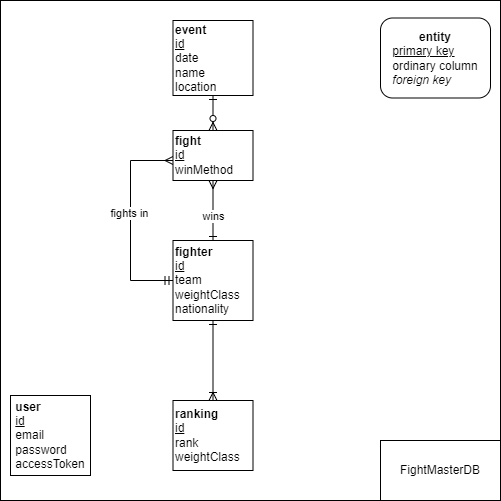 event
id
date
name
location
entity
primary key
ordinary column
foreign key
fight
id
winMethod
fights in
wins
fighter
id
team
weightClass
nationality
user
id
email
password
accessToken
ranking
id
rank
weightClass
FightMasterDB